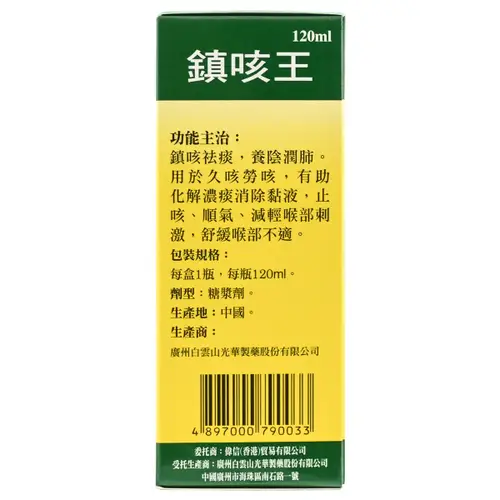 120ml
鎮咳王
功能主治：
鎮咳祛痰，養陰潤肺。
用於久咳勞咳，有助
化解濃痰消除黏液，止
咳、順氣、減輕喉部刺
激，舒緩喉部不適。
包裝規格：
每盒1瓶，每瓶120ml。
劑型：糖漿劑。
生產地：中國。
生產商：
廣州白雲山光華製藥股份有限公司
4 897000 790033
委托商：偉信(香港)貿易有限公司
受托生產商：廣州白雲山光華製藥股份有限公司
中國廣州市海珠區南石路一號